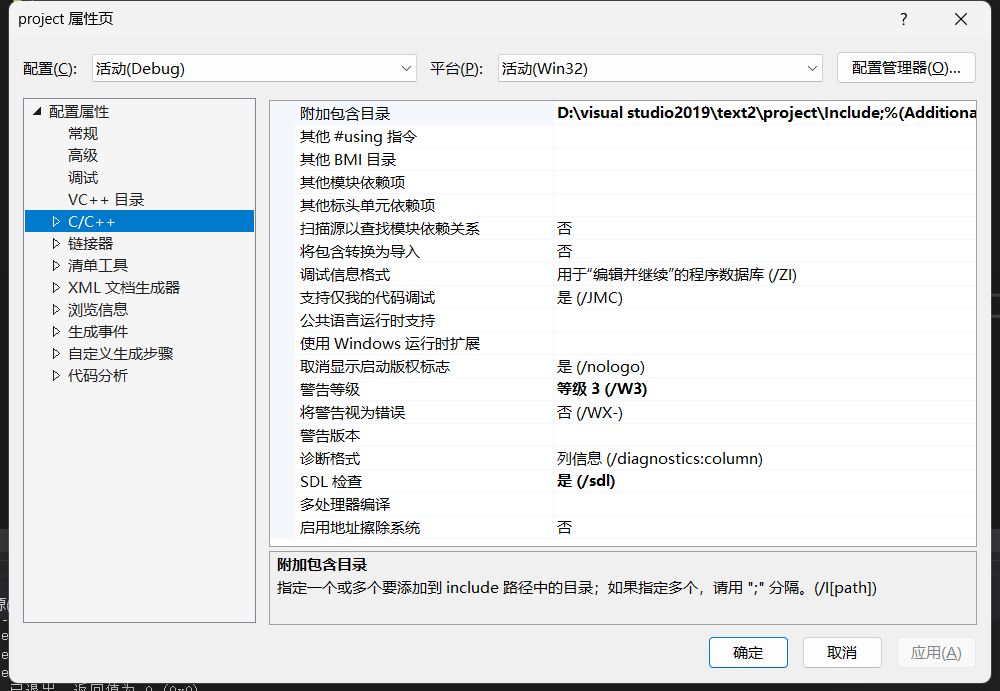 project 属性页
配置(C): 活动(Debug) 平台(P): 活动(Win32) 配置管理器(O)...
配置属性
常规
高级
调试
VC++ 目录
C/C++
链接器
清单工具
XML 文档生成器
浏览信息
生成事件
自定义生成步骤
代码分析
附加包含目录 D:\visual studio2019\text2\project\Include;%(Additiona
其他 #using 指令
其他 BMI 目录
其他模块依赖项
其他标头单元依赖项
扫描源以查找模块依赖关系 否
将包含转换为导入 否
调试信息格式 用于“编辑并继续”的程序数据库 (/ZI)
支持仅我的代码调试 是 (/JMC)
公共语言运行时支持
使用 Windows 运行时扩展
取消显示启动版权标志 是 (/nologo)
警告等级 等级 3 (/W3)
将警告视为错误 否 (/WX-)
警告版本
诊断格式 列信息 (/diagnostics:column)
SDL 检查 是 (/sdl)
多处理器编译
启用地址擦除系统 否
附加包含目录
指定一个或多个要添加到 include 路径中的目录；如果指定多个，请用 ";" 分隔。(/I[path])
确定 取消 应用(A)